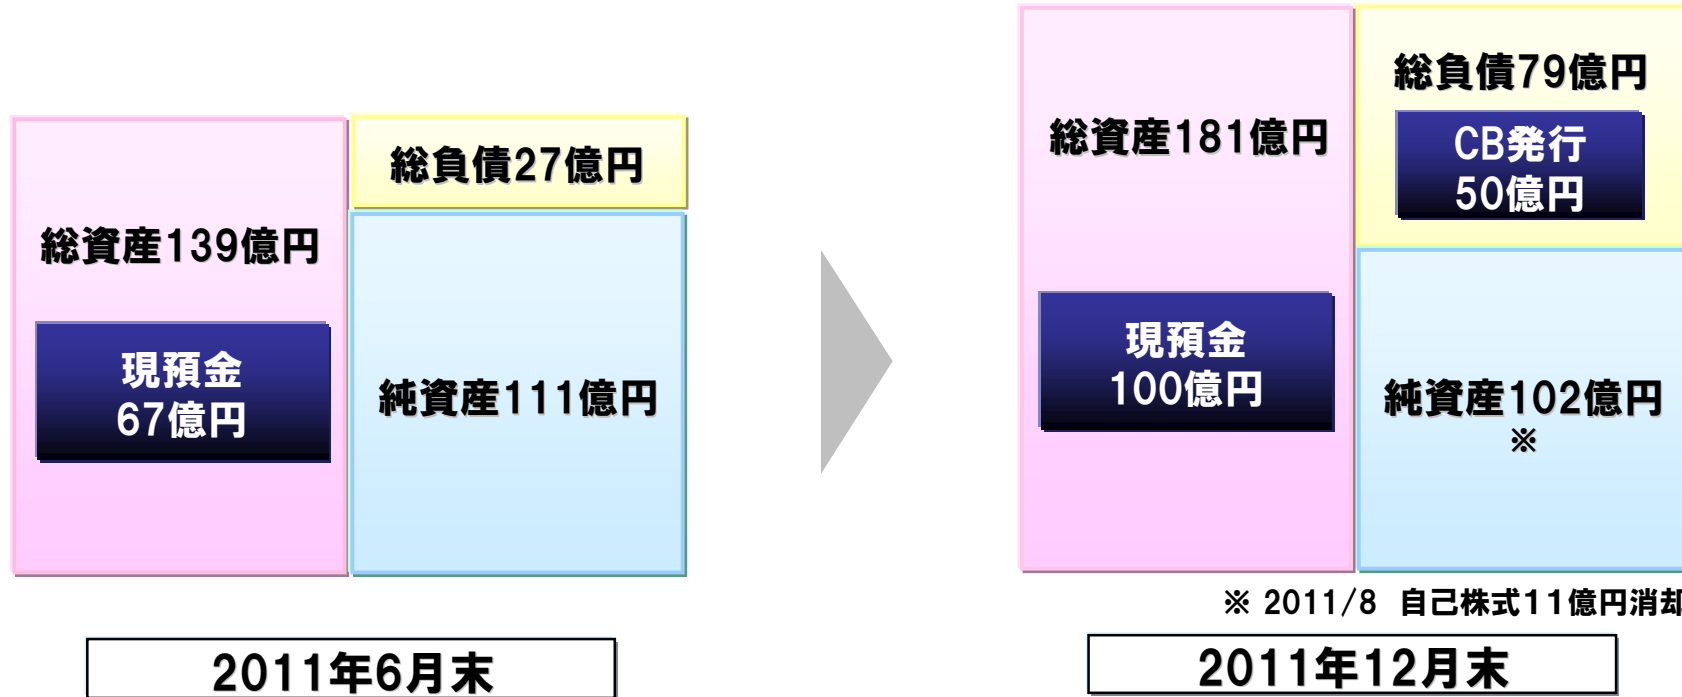 総負債27億円
総資産139億円
現預金
67億円
純資産111億円
2011年6月末
総負債79億円
CB発行
50億円
総資産181億円
現預金
100億円
純資産102億円
※
※ 2011/8 自己株式11億円消却
2011年12月末